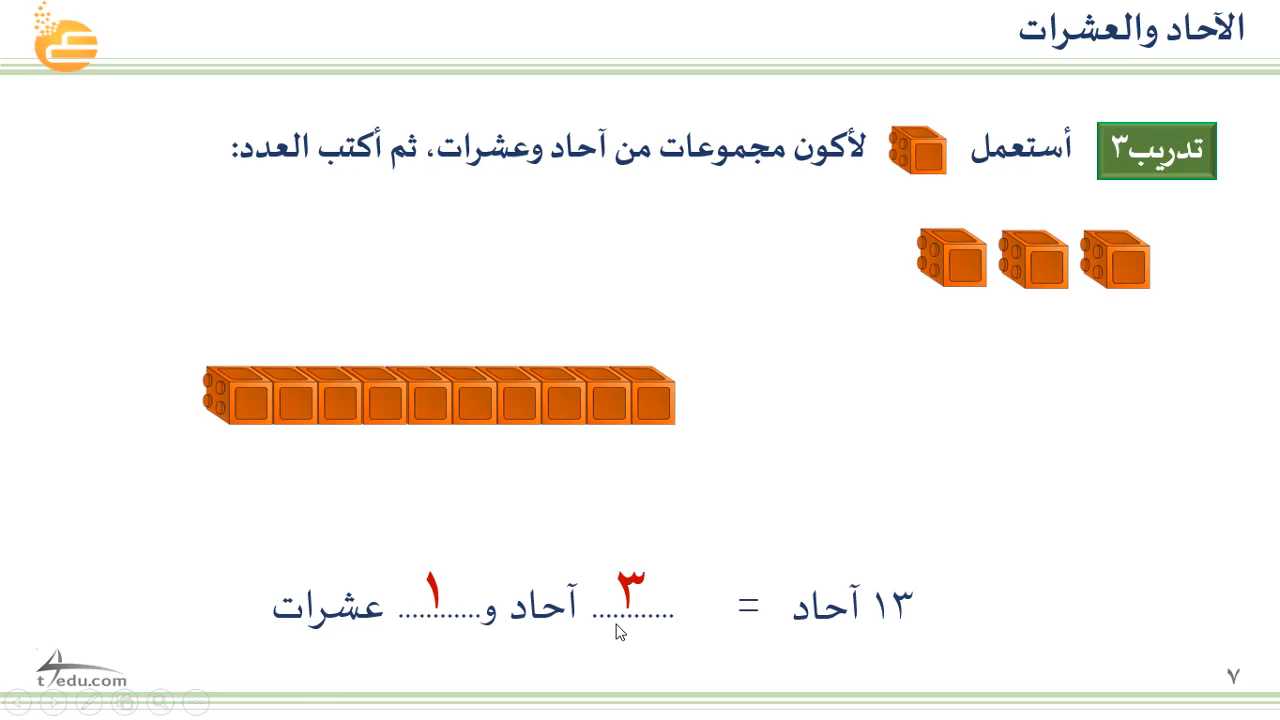 الآحاد والعشرات
تدريب٣ أستعمل لأكون مجموعات من آحاد وعشرات، ثم أكتب العدد:
١٣ آحاد = ............٣ آحاد و............١ عشرات
t4edu.com
٧